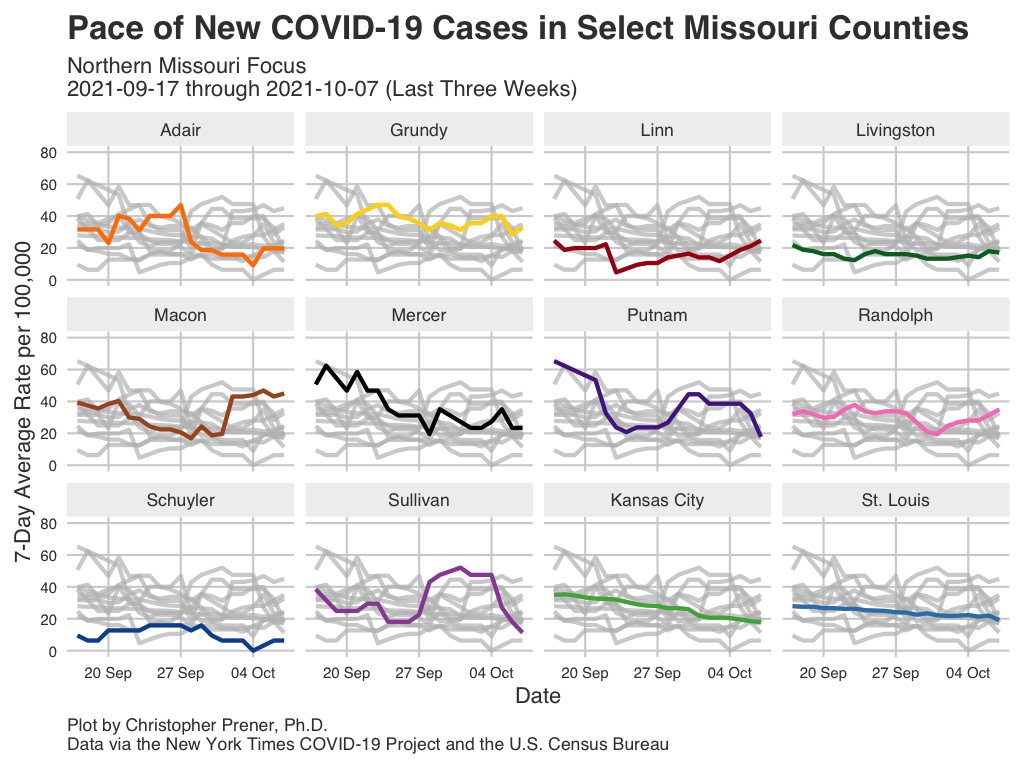 Pace of New COVID-19 Cases in Select Missouri Counties
Northern Missouri Focus
2021-09-17 through 2021-10-07 (Last Three Weeks)
Adair
Grundy
Linn
Livingston
80
60
40
20
0
Macon
Mercer
Putnam
Randolph
80
60
40
20
0
Schuyler
Sullivan
Kansas City
St. Louis
80
60
40
20
0
7-Day Average Rate per 100,000
20 Sep
27 Sep
04 Oct
20 Sep
27 Sep
04 Oct
20 Sep
27 Sep
04 Oct
20 Sep
27 Sep
04 Oct
Date
Plot by Christopher Prener, Ph.D.
Data via the New York Times COVID-19 Project and the U.S. Census Bureau